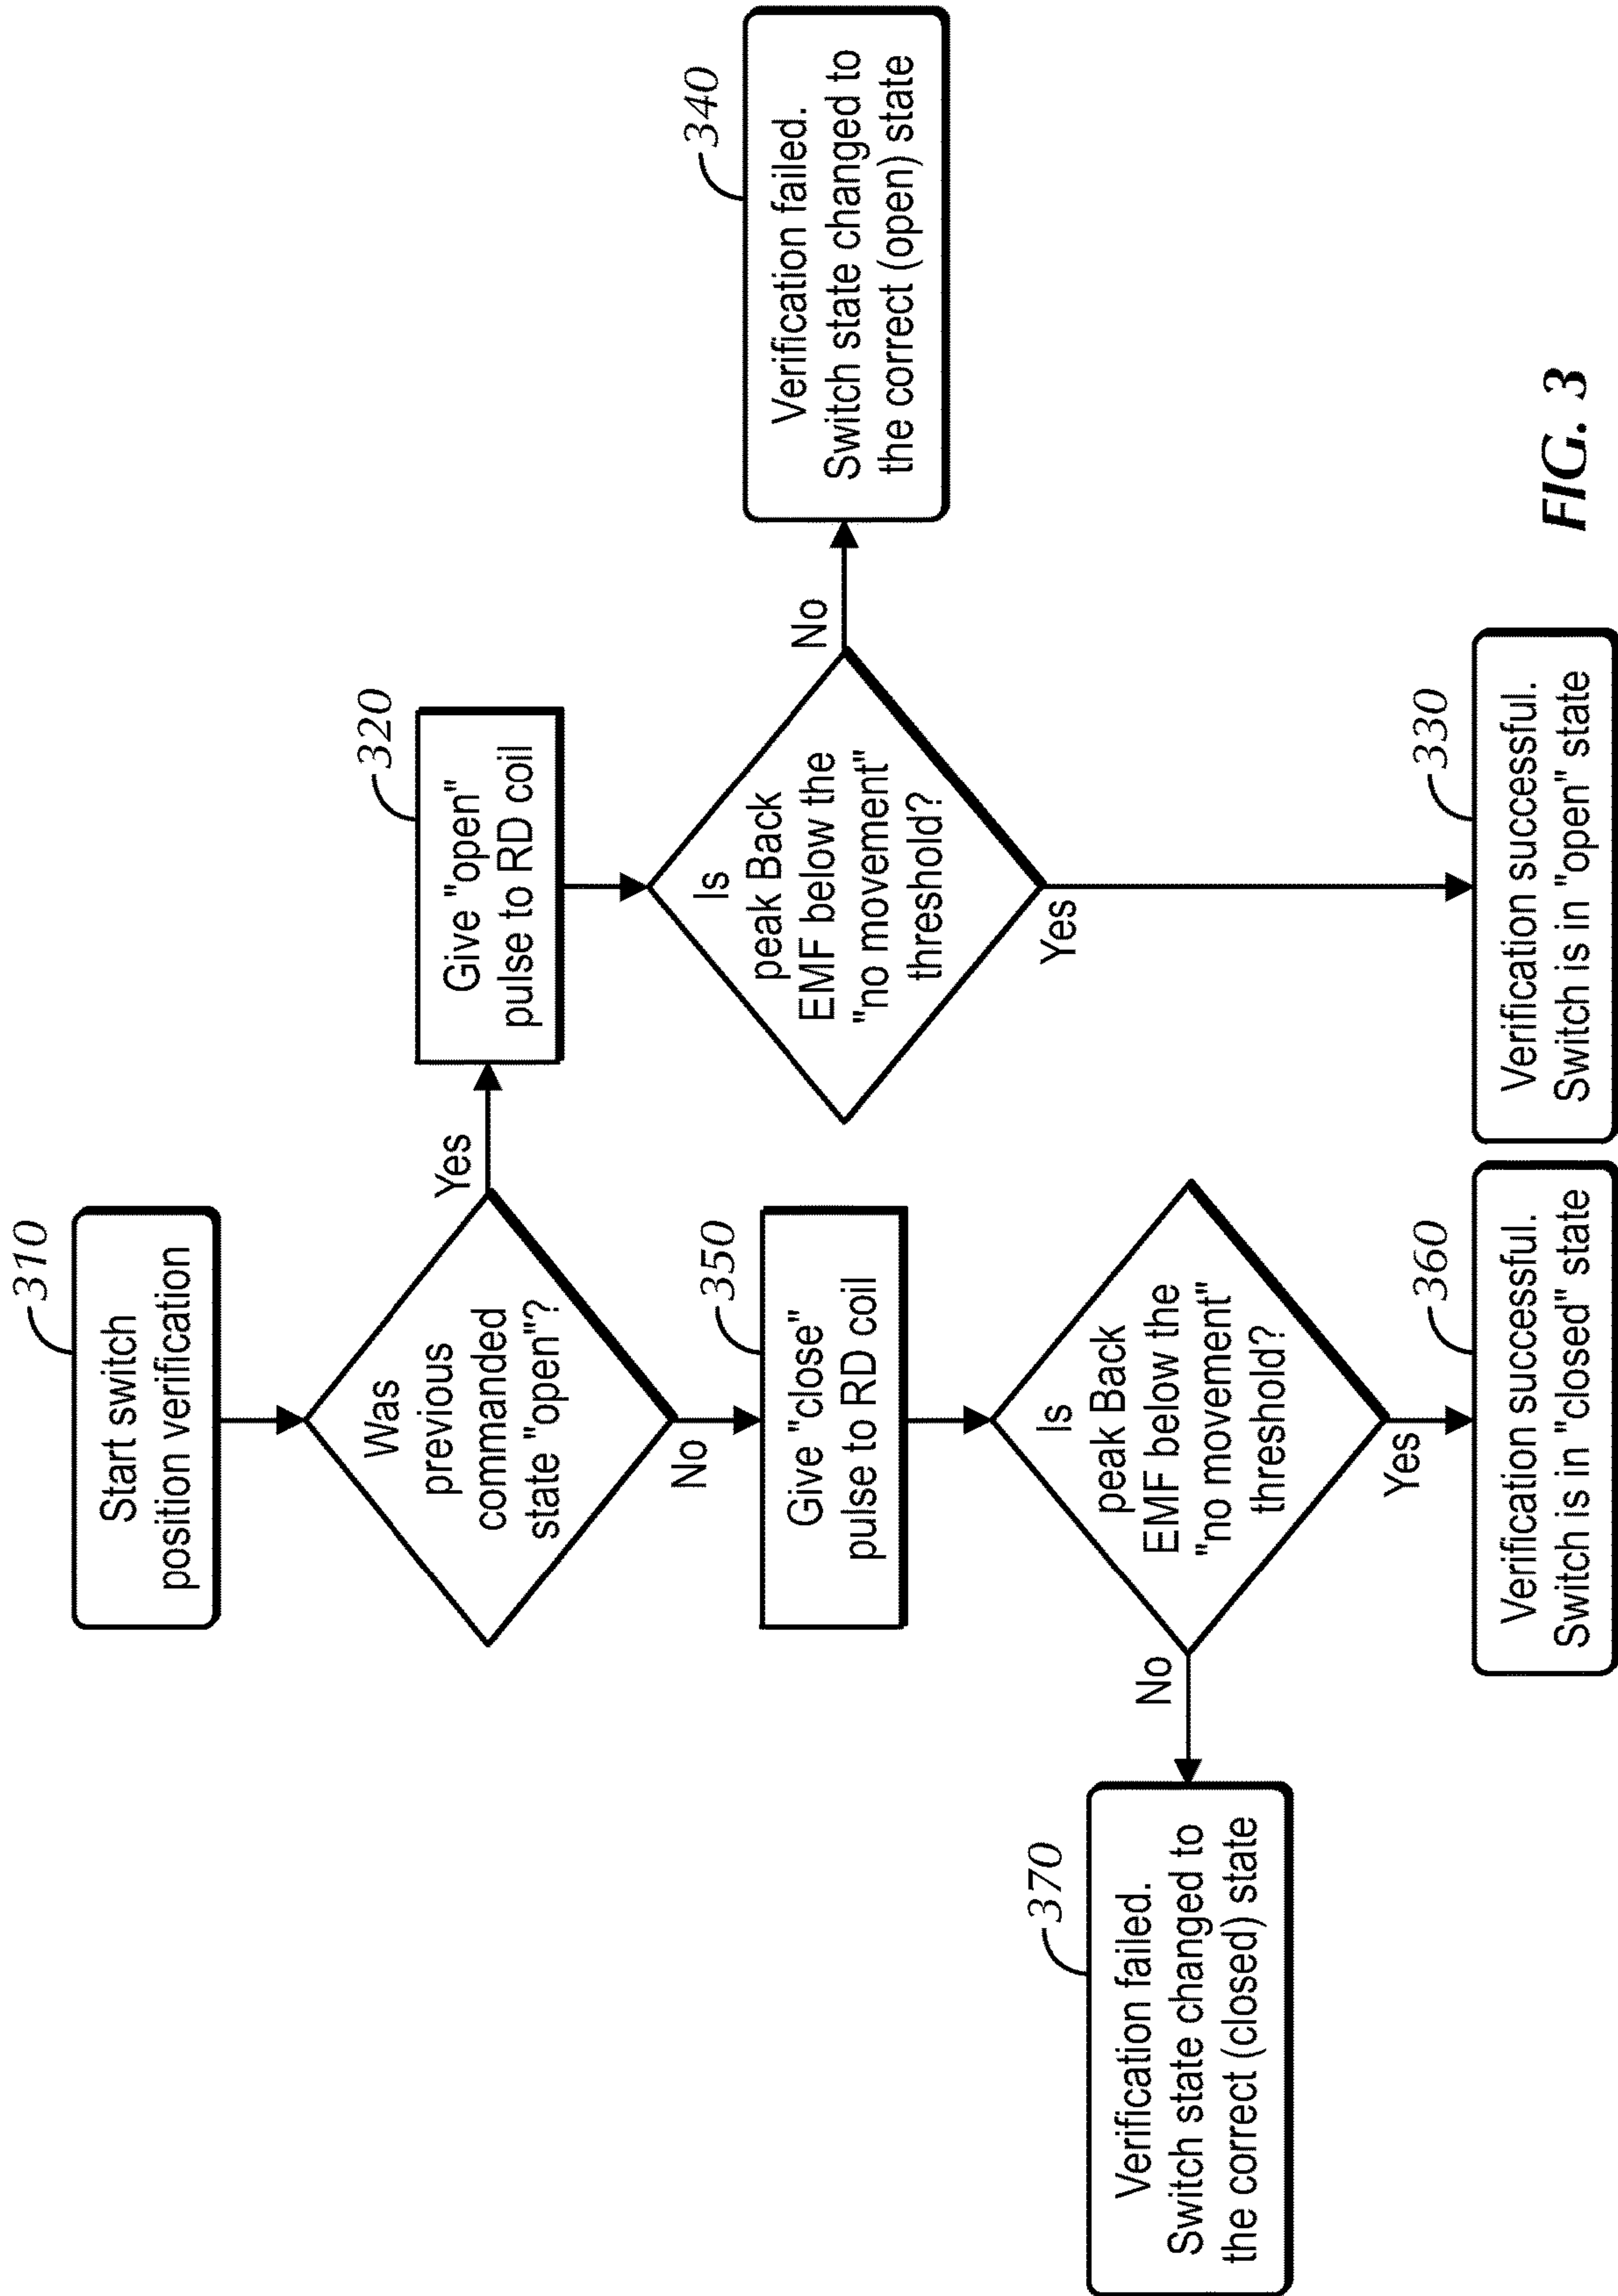 310
Start switch
position verification
Was
previous
commanded
state "open"?
Yes
No
320
Give "open"
pulse to RD coil
Is
peak Back
EMF below the
"no movement"
threshold?
No
Yes
340
Verification failed.
Switch state changed to
the correct (open) state
330
Verification successful.
Switch is in "open" state
350
Give "close"
pulse to RD coil
Is
peak Back
EMF below the
"no movement"
threshold?
No
Yes
370
Verification failed.
Switch state changed to
the correct (closed) state
360
Verification successful.
Switch is in "closed" state
FIG. 3